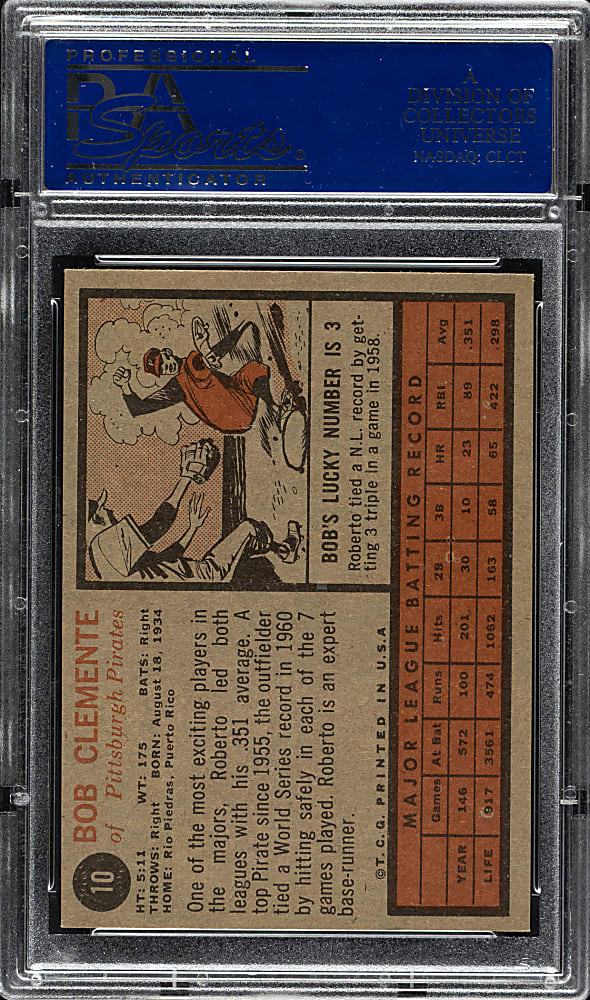 PROFESSIONAL
PSA
Sports
AUTHENTICATOR
A
DIVISION OF
COLLECTORS
UNIVERSE
NASDAQ: CLCT
10
BOB CLEMENTE
of Pittsburgh Pirates
HT: 5:11 WT: 175 BATS: Right
THROWS: Right BORN: August 18, 1934
HOME: Rio Piedras, Puerto Rico
One of the most exciting players in
the majors, Roberto led both
leagues with his .351 average. A
top Pirate since 1955, the outfielder
tied a World Series record in 1960
by hitting safely in each of the 7
games played. Roberto is an expert
base-runner.
BOB'S LUCKY NUMBER IS 3
Roberto tied a N.L. record by get-
ting 3 triple in a game in 1958.
©T.C.G. PRINTED IN U.S.A
MAJOR LEAGUE BATTING RECORD
Games At Bat Runs Hits 2B 3B HR RBI Avg
YEAR 146 572 100 201 30 10 23 89 .351
LIFE 917 3561 474 1062 163 58 65 422 .298